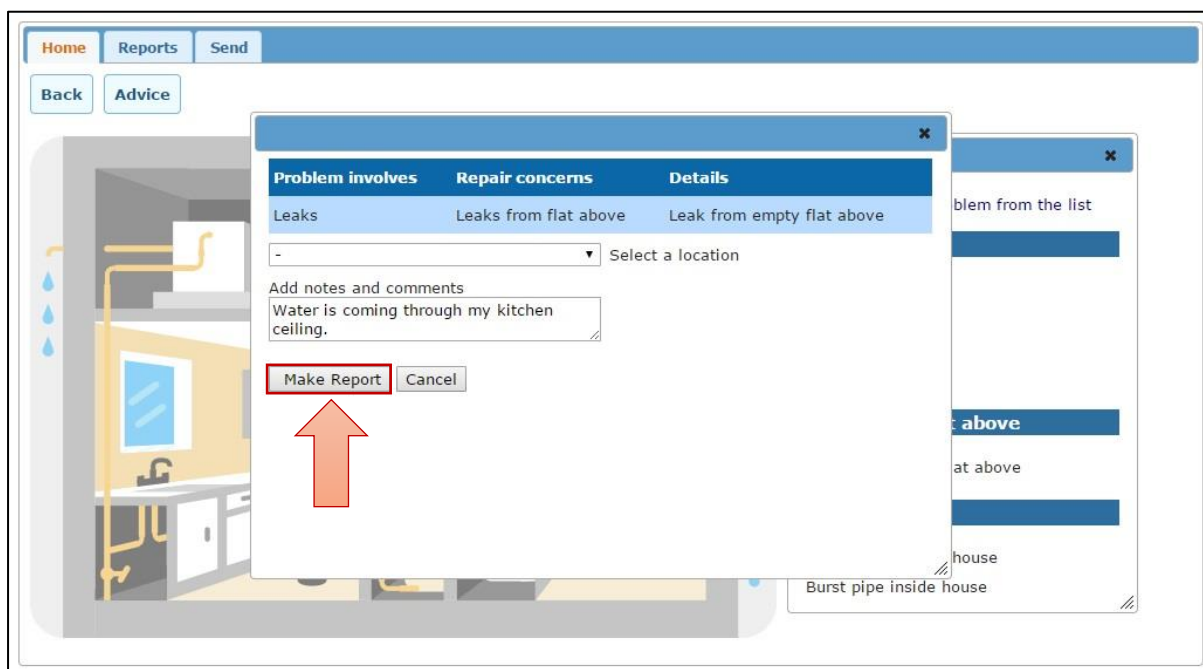 Home Reports Send
Back Advice
Problem involves Repair concerns Details
Leaks Leaks from flat above Leak from empty flat above
- Select a location
Add notes and comments
Water is coming through my kitchen
ceiling.
Make Report Cancel
blem from the list
above
at above
house
Burst pipe inside house